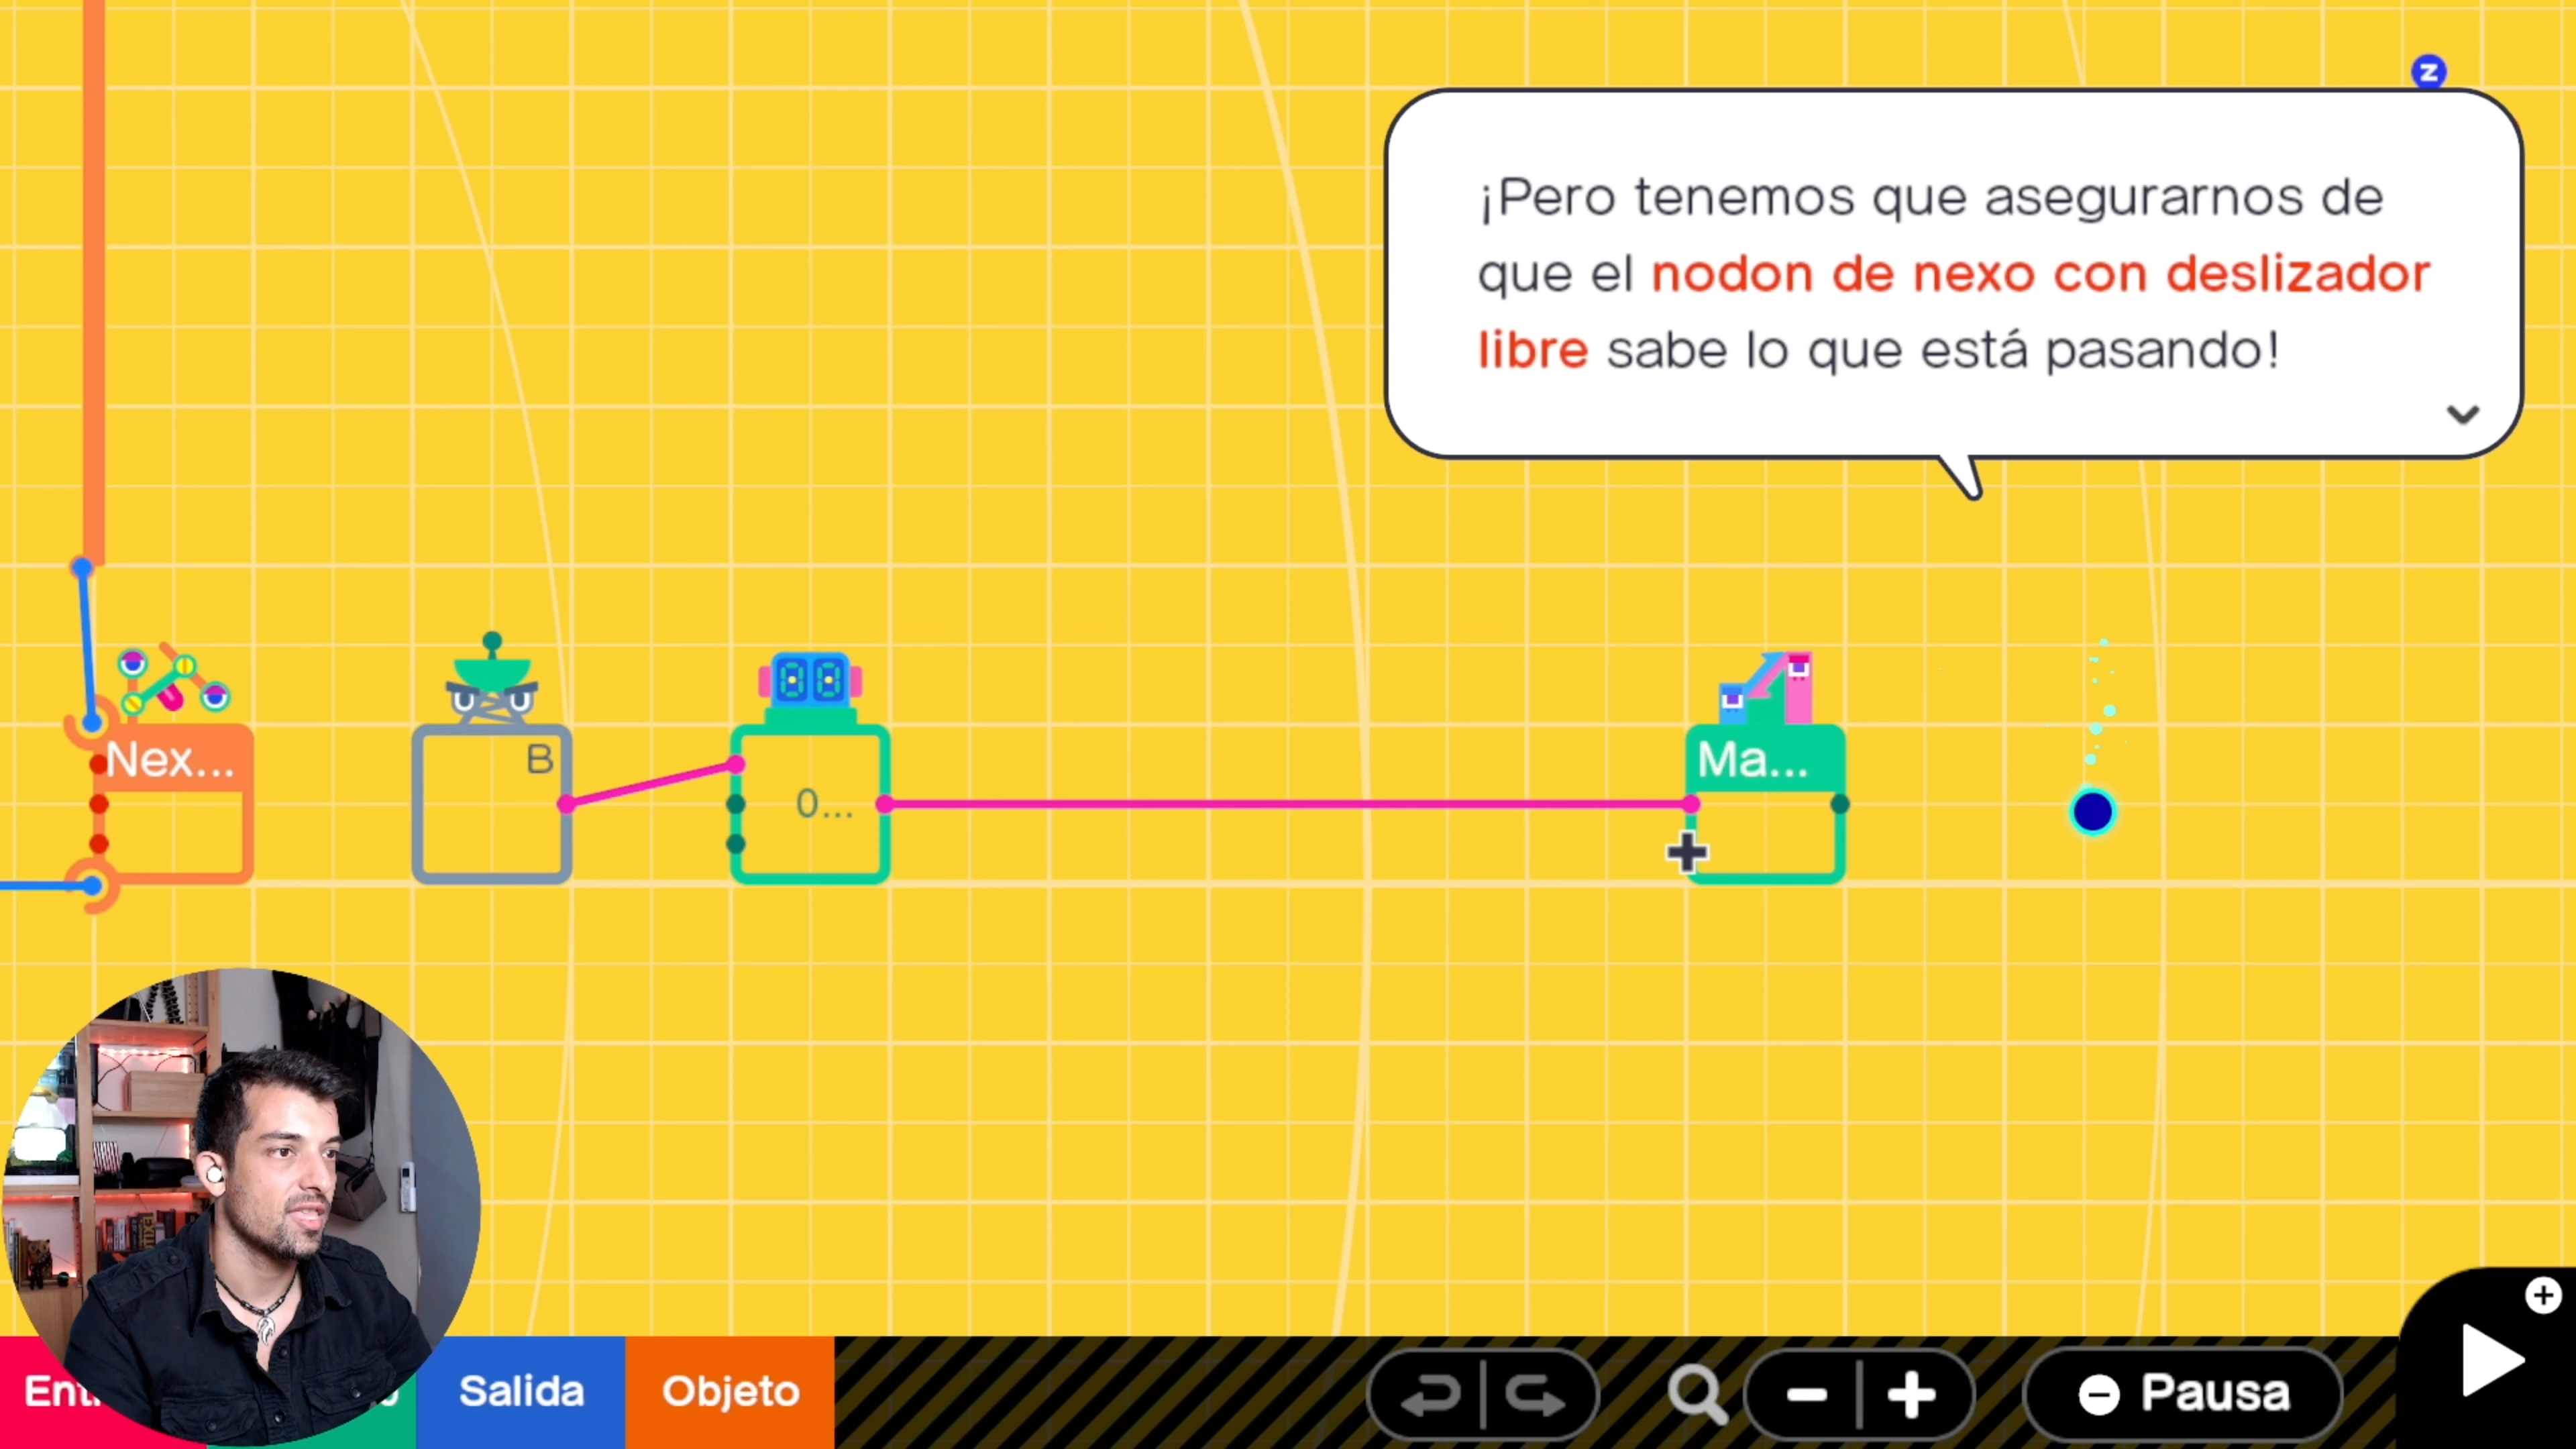 Z
¡Pero tenemos que asegurarnos de
que el nodon de nexo con deslizador
libre sabe lo que está pasando!
Nex...
B
0...
Ma...
Salida
Objeto
Pausa